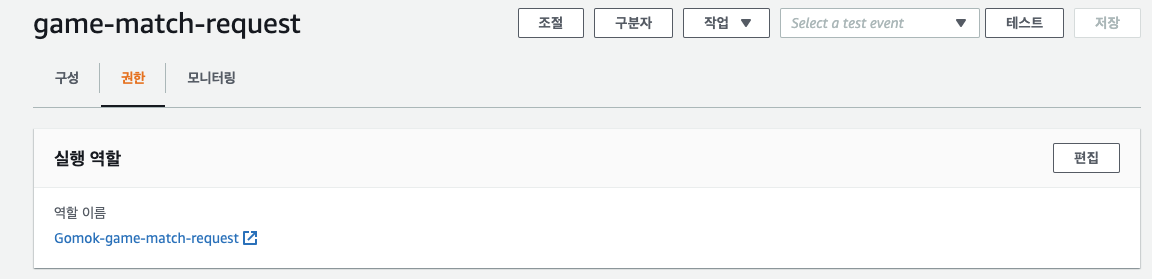 game-match-request
조절
구분자
작업
Select a test event
테스트
저장
구성
권한
모니터링
실행 역할
편집
역할 이름
Gomok-game-match-request